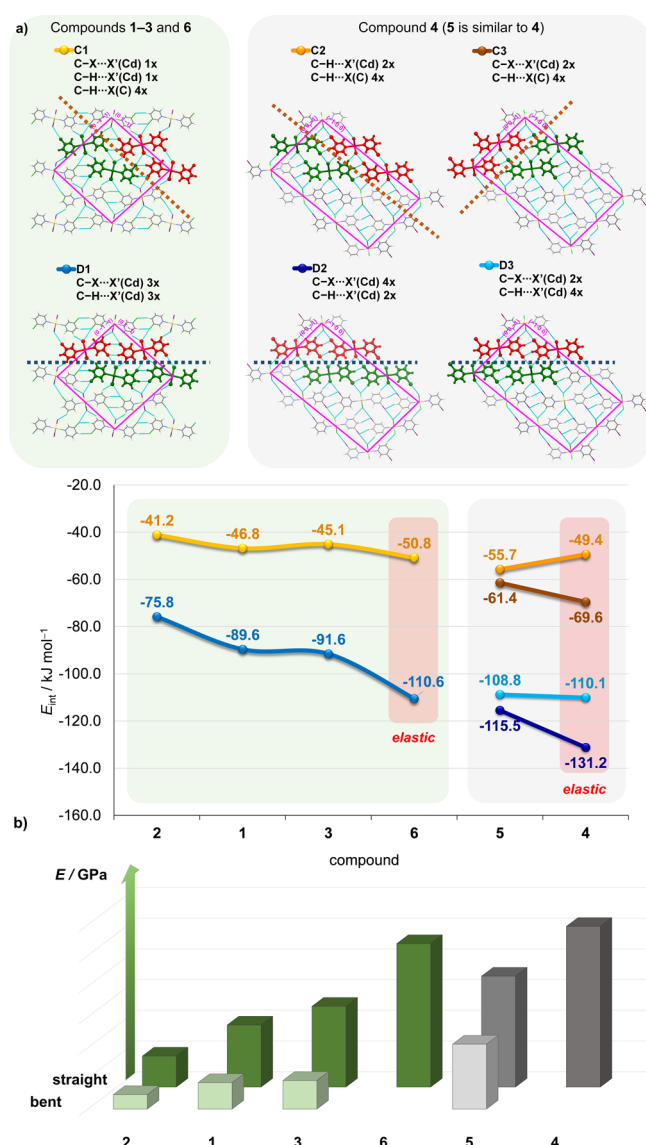 a)
Compounds 1–3 and 6
C1
C–X···X'(Cd) 1x
C–H···X'(Cd) 1x
C–H···X(C) 4x
D1
C–X···X'(Cd) 3x
C–H···X'(Cd) 3x
Compound 4 (5 is similar to 4)
C2
C–H···X'(Cd) 2x
C–H···X(C) 4x
C3
C–X···X'(Cd) 2x
C–H···X(C) 4x
D2
C–X···X'(Cd) 4x
C–H···X'(Cd) 2x
D3
C–X···X'(Cd) 2x
C–H···X'(Cd) 4x
Eint / kJ mol–1
-20.0
-40.0
-60.0
-80.0
-100.0
-120.0
-140.0
-160.0
-41.2
-46.8
-45.1
-50.8
-55.7
-49.4
-61.4
-69.6
-75.8
-89.6
-91.6
-110.6
-108.8
-110.1
-115.5
-131.2
elastic
elastic
2 1 3 6 5 4
compound
b)
E / GPa
straight
bent
2 1 3 6 5 4